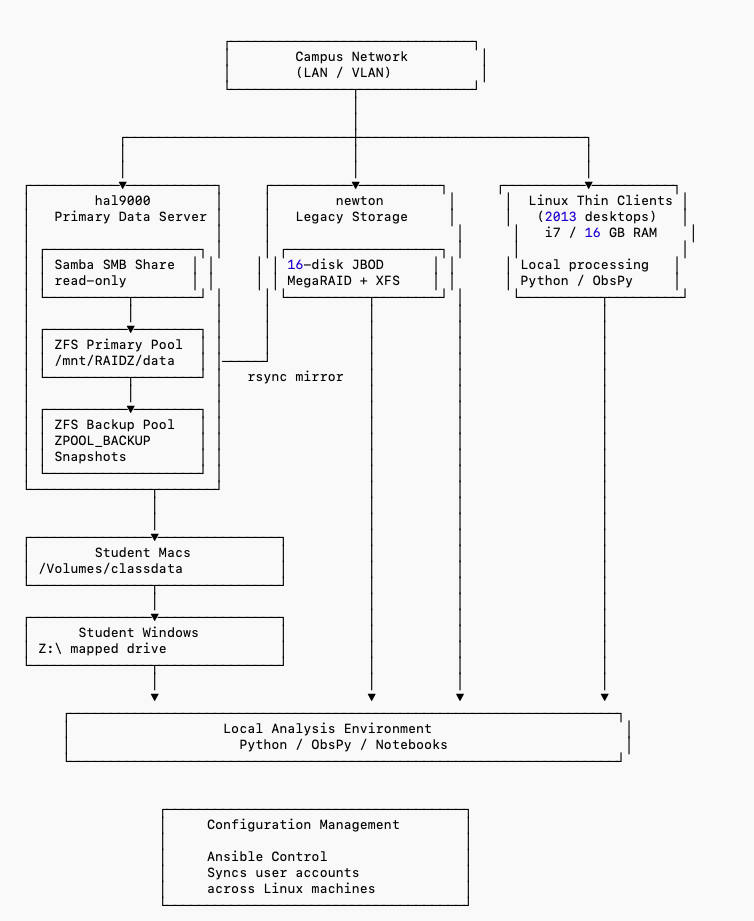 Campus Network
(LAN / VLAN)
hal9000
Primary Data Server
Samba SMB Share
read-only
ZFS Primary Pool
/mnt/RAIDZ/data
ZFS Backup Pool
ZPOOL_BACKUP
Snapshots
newton
Legacy Storage
16-disk JBOD
MegaRAID + XFS
rsync mirror
Linux Thin Clients
(2013 desktops)
i7 / 16 GB RAM
Local processing
Python / ObsPy
Student Macs
/Volumes/classdata
Student Windows
Z:\ mapped drive
Local Analysis Environment
Python / ObsPy / Notebooks
Configuration Management
Ansible Control
Syncs user accounts
across Linux machines